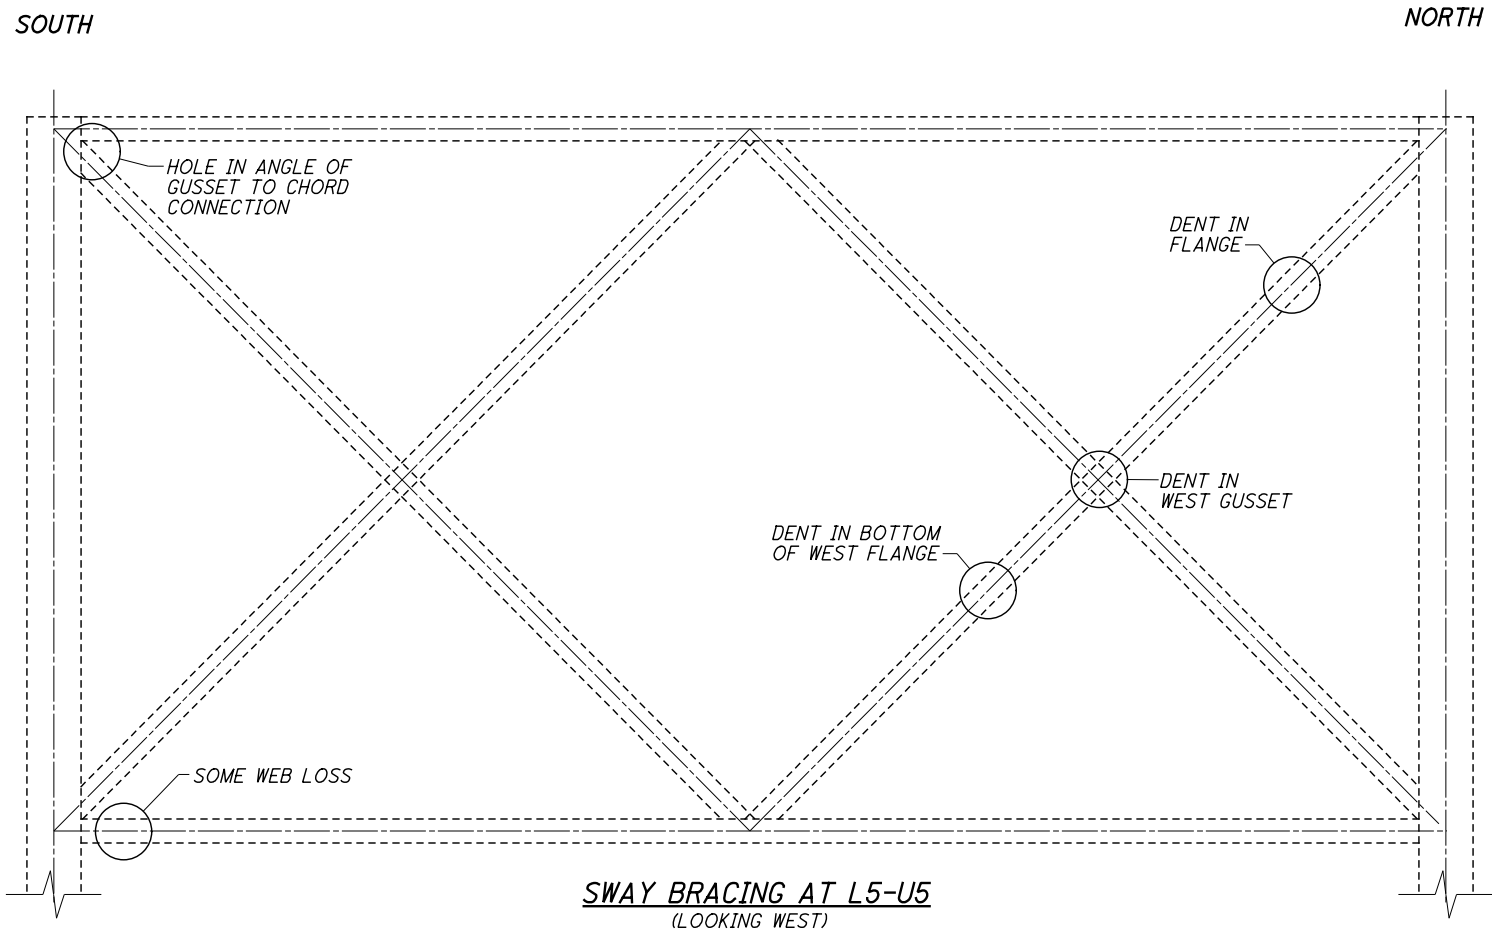 SOUTH
NORTH
HOLE IN ANGLE OF
GUSSET TO CHORD
CONNECTION
DENT IN
FLANGE
DENT IN
WEST GUSSET
DENT IN BOTTOM
OF WEST FLANGE
SOME WEB LOSS
SWAY BRACING AT L5-U5
(LOOKING WEST)